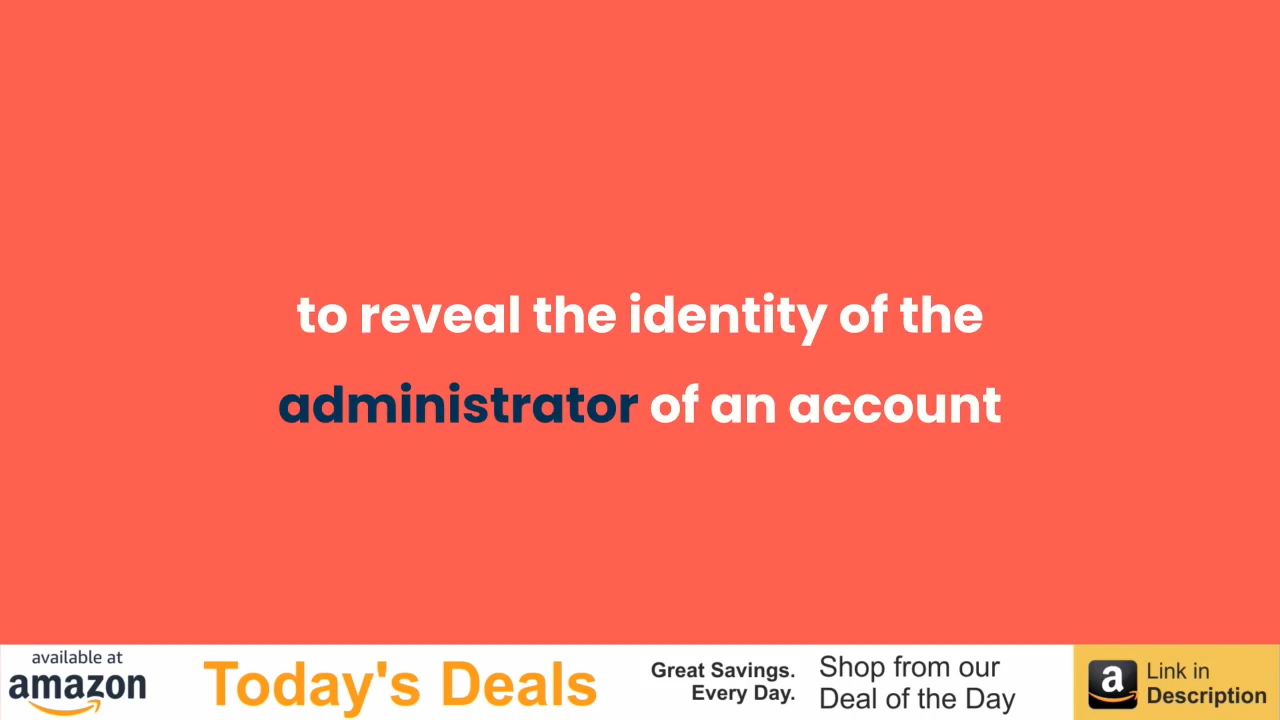 to reveal the identity of the
administrator of an account
available at
amazon
Today's Deals
Great Savings.
Every Day.
Shop from our
Deal of the Day
a
Link in
Description